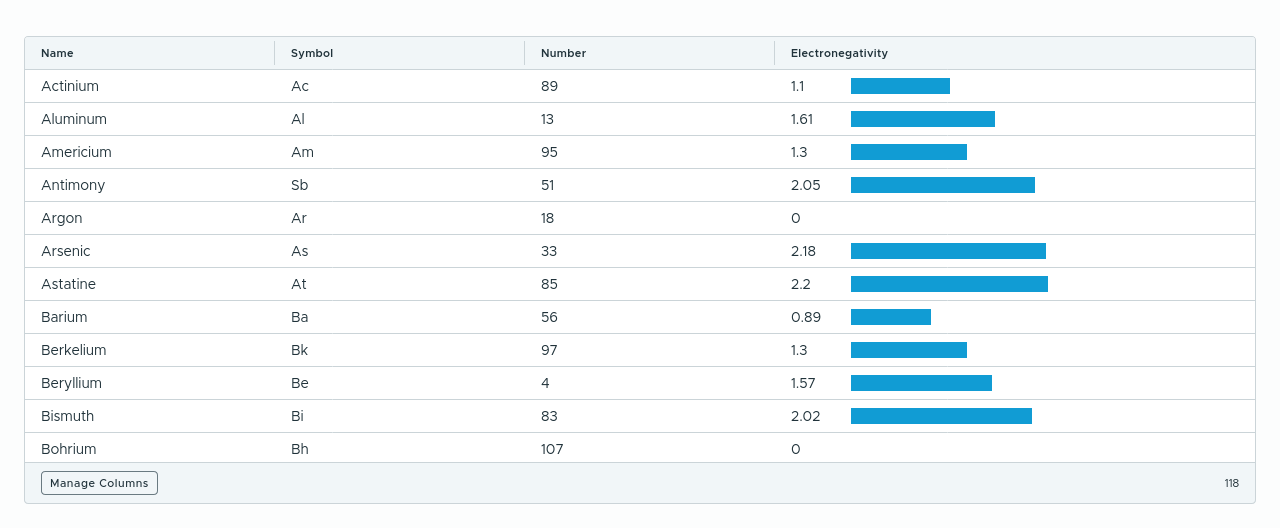 Name Symbol Number Electronegativity
Actinium Ac 89 1.1
Aluminum Al 13 1.61
Americium Am 95 1.3
Antimony Sb 51 2.05
Argon Ar 18 0
Arsenic As 33 2.18
Astatine At 85 2.2
Barium Ba 56 0.89
Berkelium Bk 97 1.3
Beryllium Be 4 1.57
Bismuth Bi 83 2.02
Bohrium Bh 107 0
Manage Columns 118